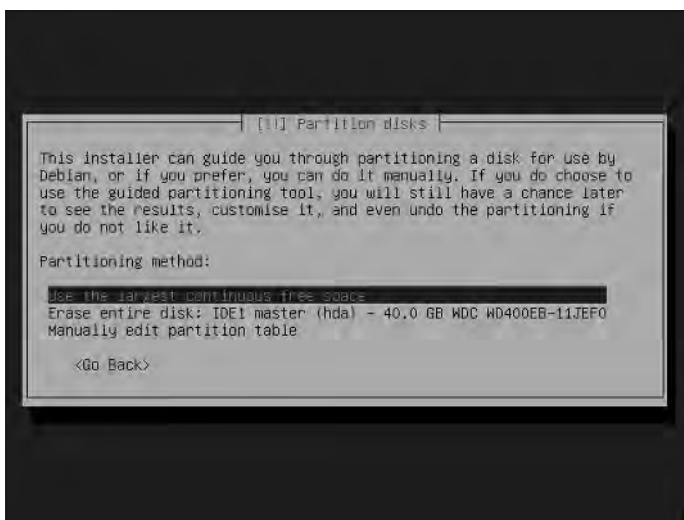 [!!] Partition disks
This installer can guide you through partitioning a disk for use by
Debian, or if you prefer, you can do it manually. If you do choose to
use the guided partitioning tool, you will still have a chance later
to see the results, customise it, and even undo the partitioning if
you do not like it.
Partitioning method:
Use the largest continuous free space
Erase entire disk: IDE1 master (hda) - 40.0 GB WDC WD400EB-11JEF0
Manually edit partition table
<Go Back>